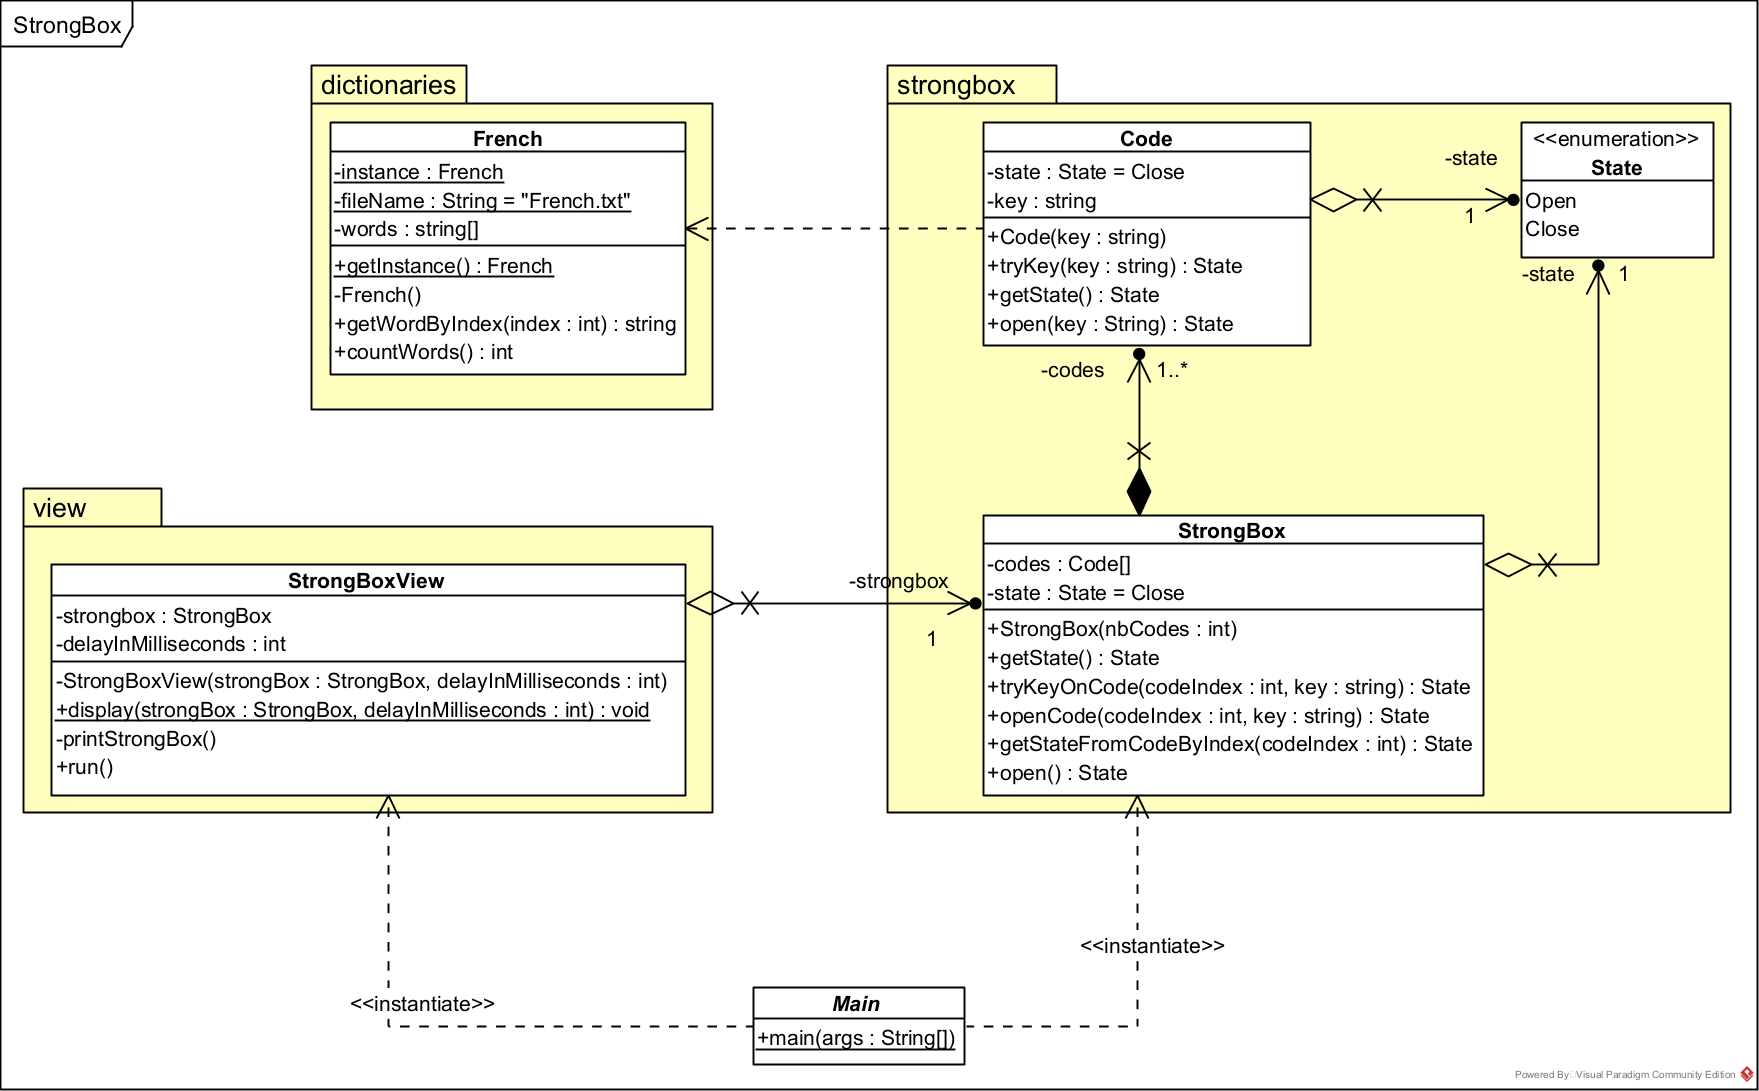 StrongBox
dictionaries
French
-instance : French
-fileName : String = "French.txt"
-words : string[]
+getInstance() : French
-French()
+getWordByIndex(index : int) : string
+countWords() : int
strongbox
Code
-state : State = Close
-key : string
+Code(key : string)
+tryKey(key : string) : State
+getState() : State
+open(key : String) : State
-state
1
<<enumeration>>
State
Open
Close
-state
1
-codes
1..*
view
StrongBoxView
-strongbox : StrongBox
-delayInMilliseconds : int
-StrongBoxView(strongBox : StrongBox, delayInMilliseconds : int)
+display(strongBox : StrongBox, delayInMilliseconds : int) : void
-printStrongBox()
+run()
-strongbox
1
StrongBox
-codes : Code[]
-state : State = Close
+StrongBox(nbCodes : int)
+getState() : State
+tryKeyOnCode(codeIndex : int, key : string) : State
+openCode(codeIndex : int, key : string) : State
+getStateFromCodeByIndex(codeIndex : int) : State
+open() : State
<<instantiate>>
<<instantiate>>
Main
+main(args : String[])
Powered By Visual Paradigm Community Edition